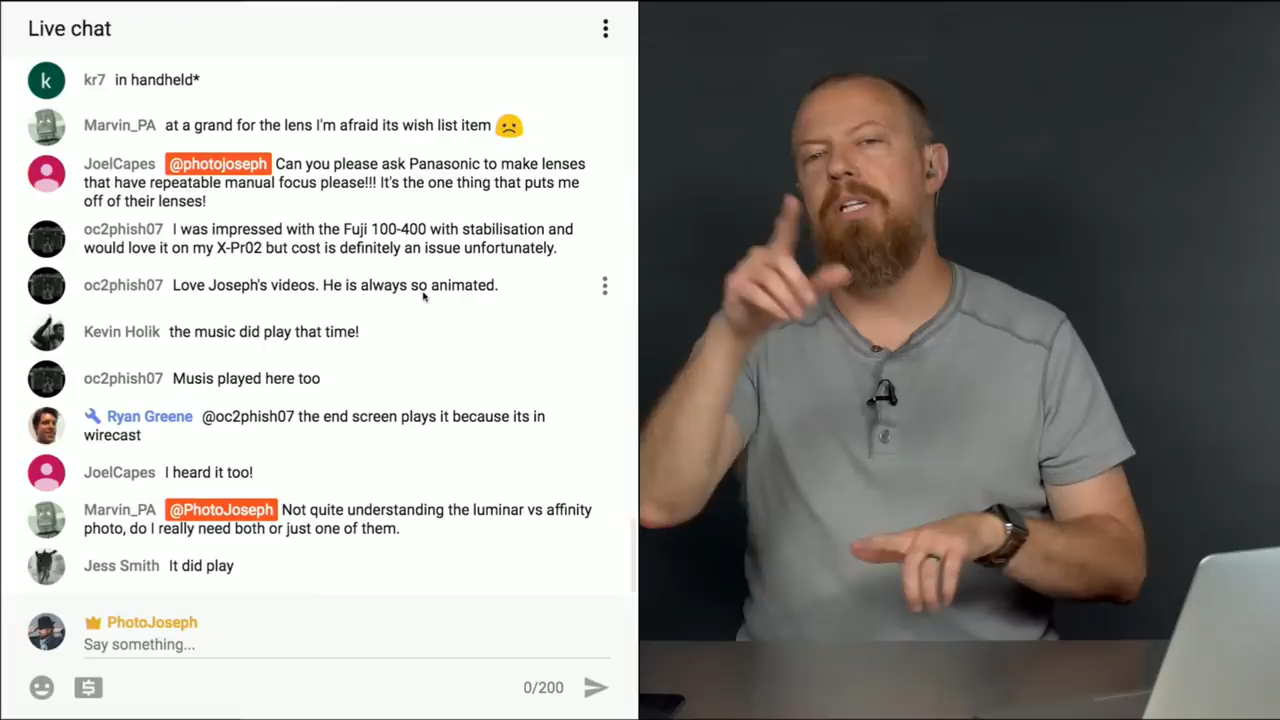 Live chat
k
kr7 in handheld*
Marvin_PA at a grand for the lens I'm afraid its wish list item
JoelCapes @photojoseph Can you please ask Panasonic to make lenses
that have repeatable manual focus please!!! It's the one thing that puts me
off of their lenses!
oc2phish07 I was impressed with the Fuji 100-400 with stabilisation and
would love it on my X-Pr02 but cost is definitely an issue unfortunately.
oc2phish07 Love Joseph's videos. He is always so animated.
Kevin Holik the music did play that time!
oc2phish07 Musis played here too
Ryan Greene @oc2phish07 the end screen plays it because its in
wirecast
JoelCapes I heard it too!
Marvin_PA @PhotoJoseph Not quite understanding the luminar vs affinity
photo, do I really need both or just one of them.
Jess Smith It did play
PhotoJoseph
Say something...
$
0/200